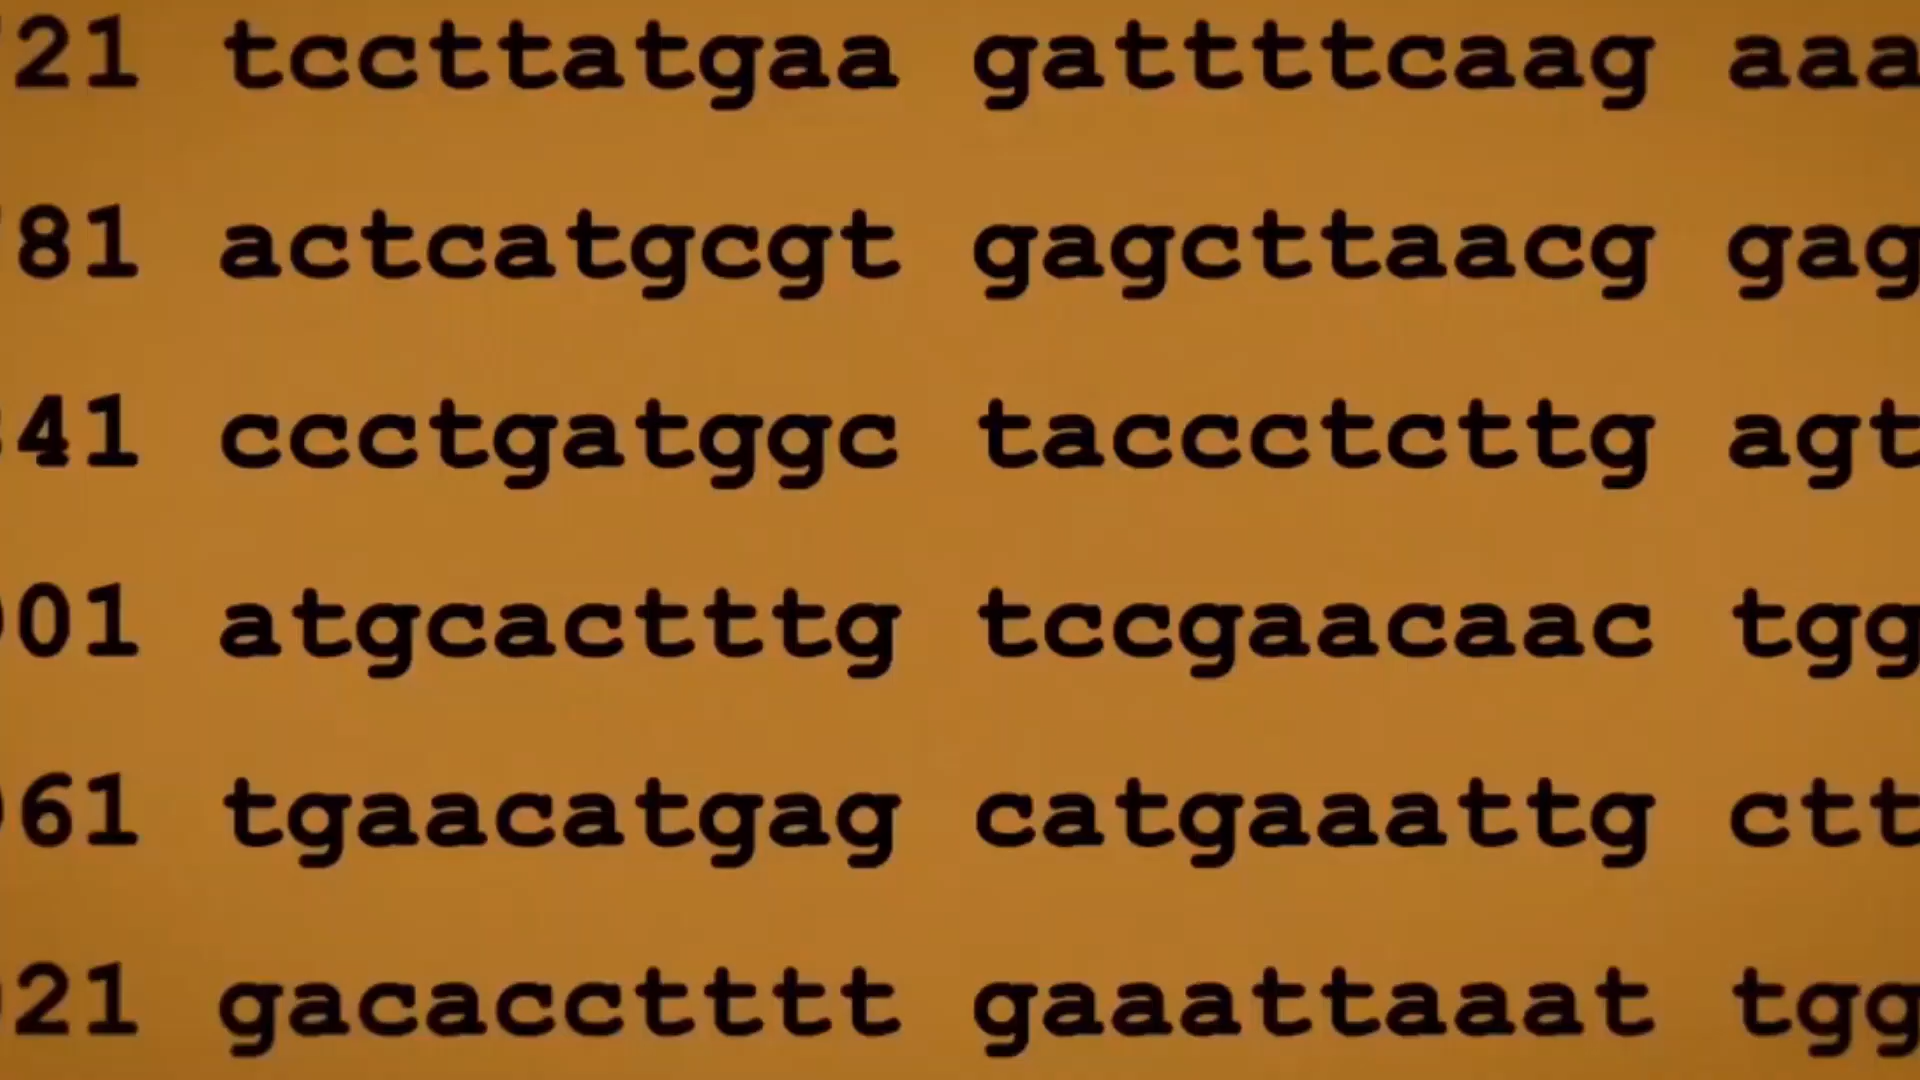 21 tccttatgaa gattttcaag aaa
81 actcatgcgt gagcttaacg gag
41 ccctgatggc taccctcttg agt
01 atgcactttg tccgaacaac tgg
61 tgaacatgag catgaaattg ctt
21 gacacctttt gaaattaaat tgg